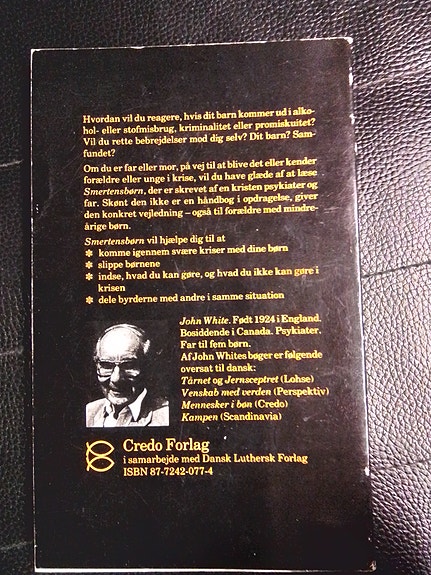 Hvordan vil du reagere, hvis dit barn kommer ud i alko-
hol- eller stofmisbrug, kriminalitet eller promiskuitet?
Vil du rette bebrejdelser mod dig selv? Dit barn? Sam-
fundet?
Om du er far eller mor, på vej til at blive det eller kender
forældre eller unge i krise, vil du have glæde af at læse
Smertensbørn, der er skrevet af en kristen psykiater og
far. Skønt den ikke er en håndbog i opdragelse, giver
den konkret vejledning – også til forældre med mindre-
årige børn.
Smertensbørn vil hjælpe dig til at
✽ komme igennem svære kriser med dine børn
✽ slippe børnene
✽ indse, hvad du kan gøre, og hvad du ikke kan gøre i
krisen
✽ dele byrderne med andre i samme situation
John White. Født 1924 i England.
Bosiddende i Canada. Psykiater.
Far til fem børn.
Af John Whites bøger er følgende
oversat til dansk:
Tårnet og Jernsceptret (Lohse)
Venskab med verden (Perspektiv)
Mennesker i bøn (Credo)
Kampen (Scandinavia)
Credo Forlag
i samarbejde med Dansk Luthersk Forlag
ISBN 87-7242-077-4